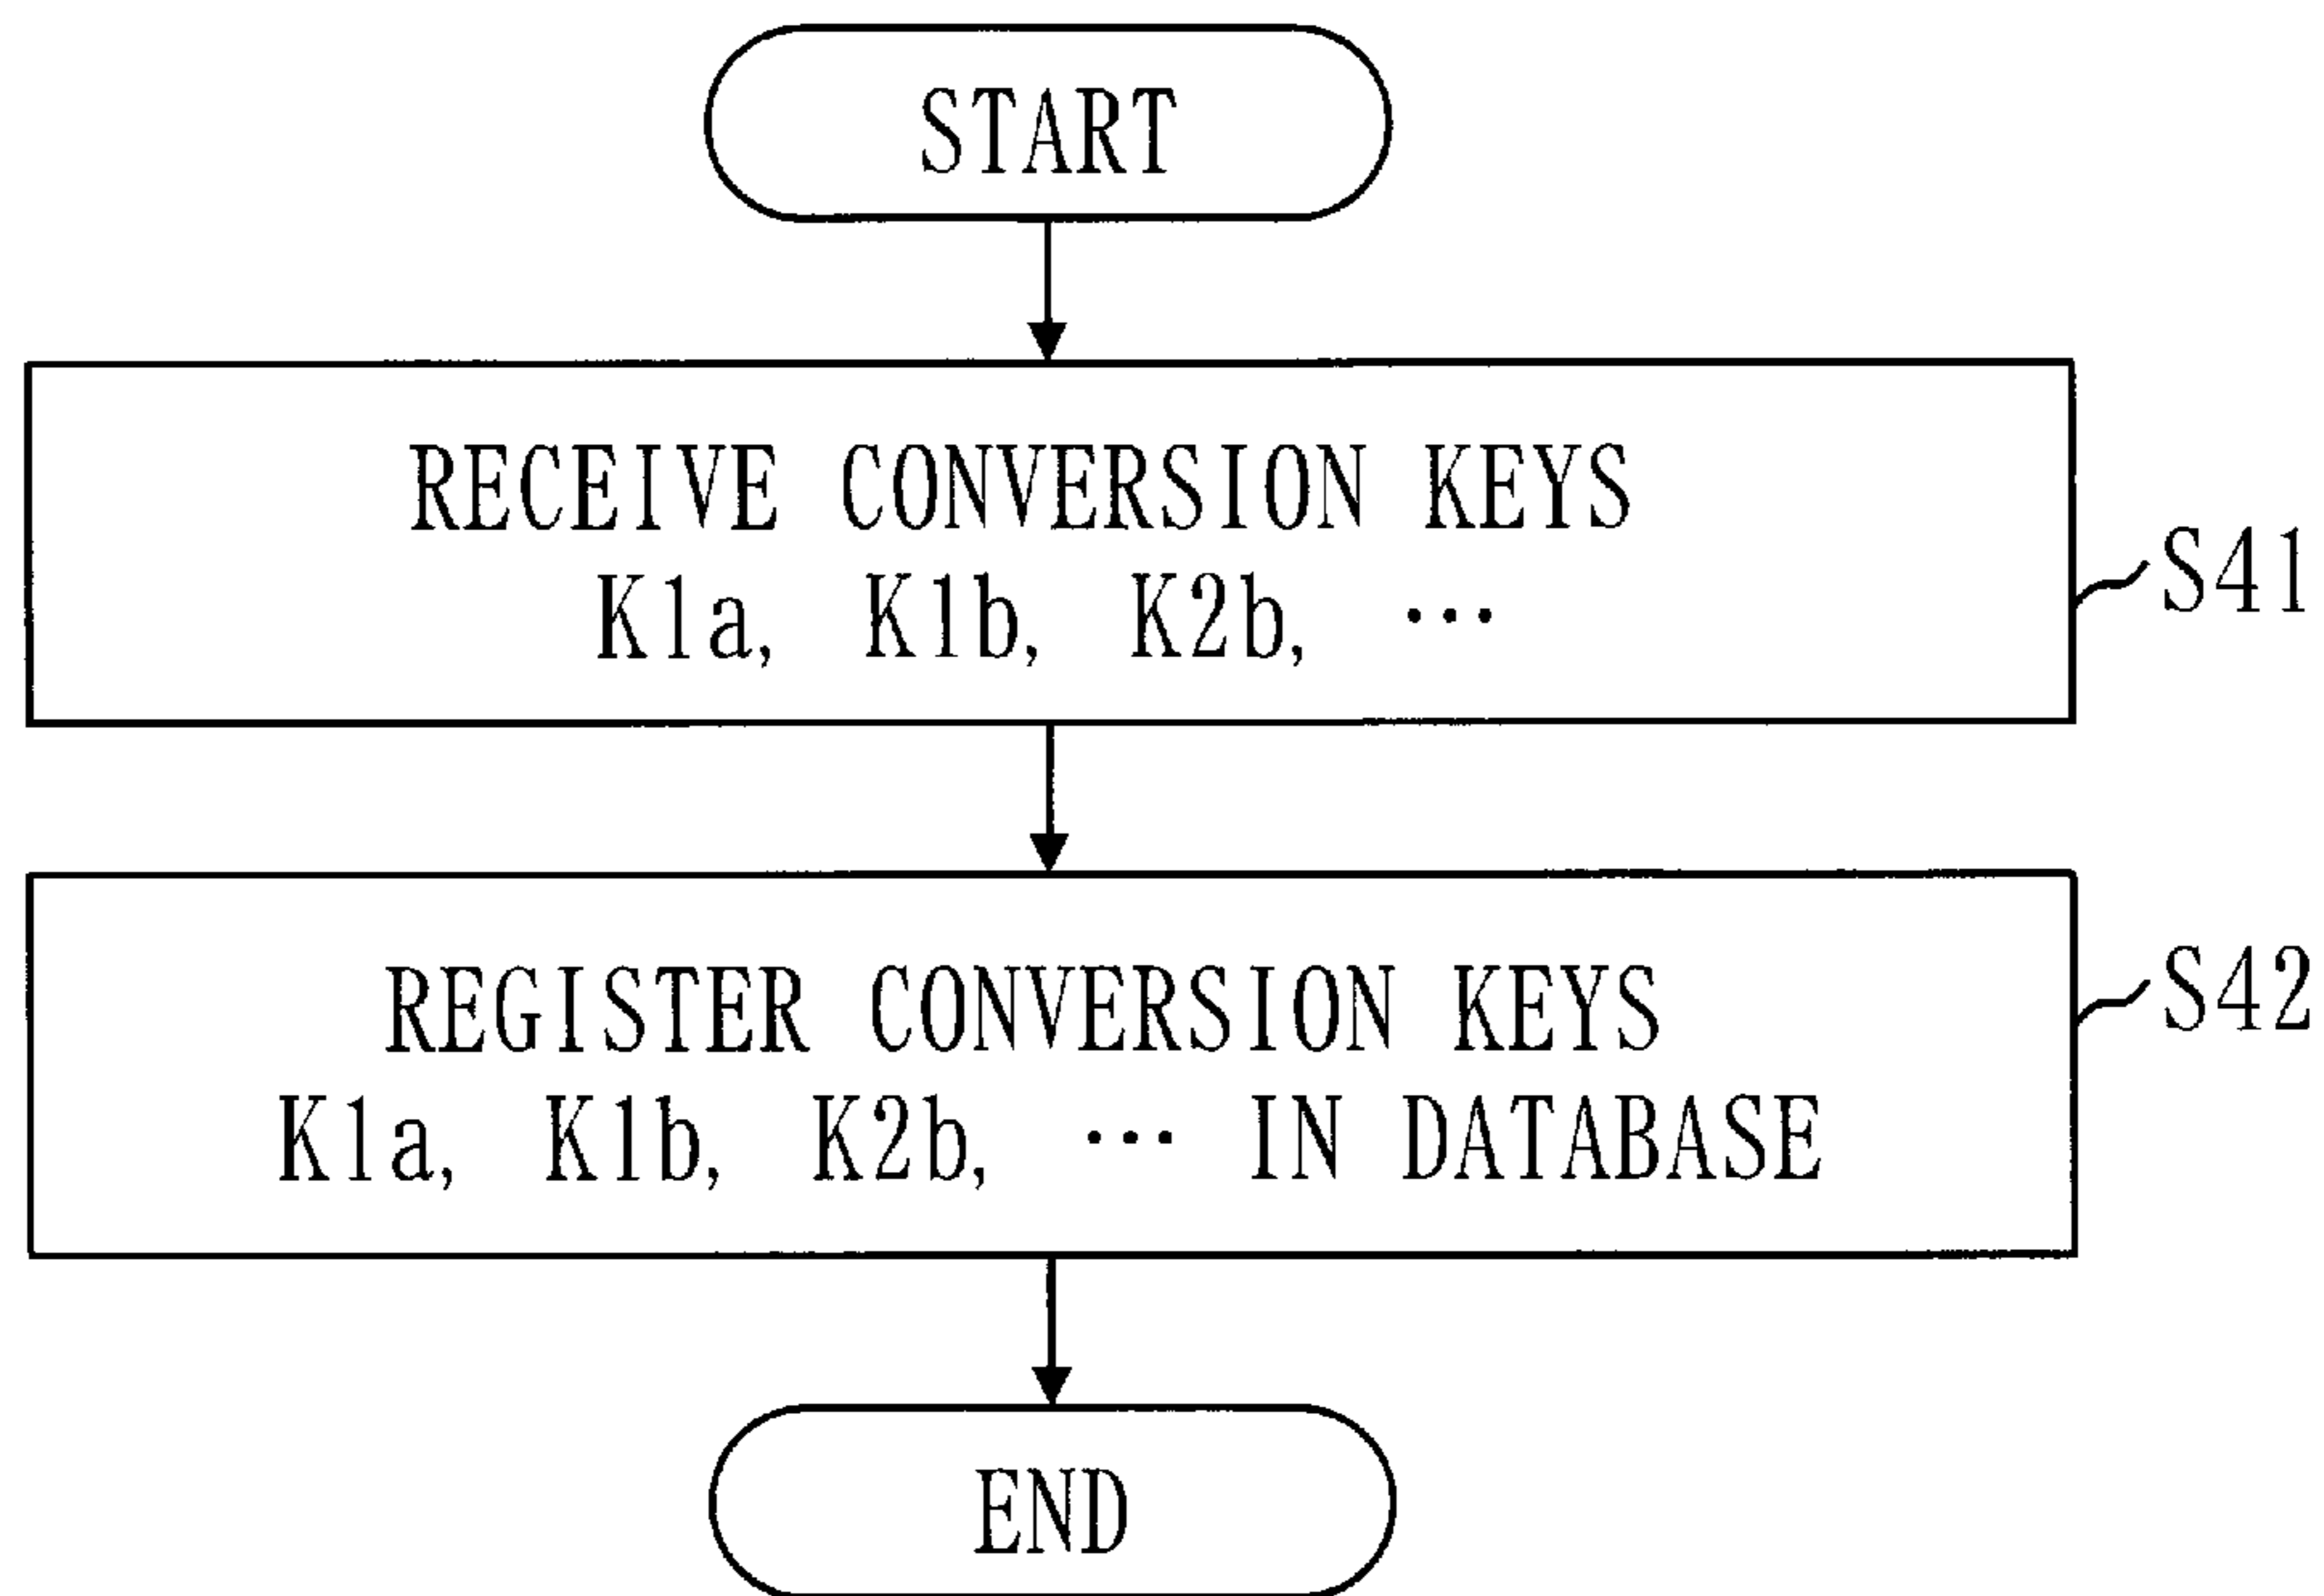 START
RECEIVE CONVERSION KEYS
K1a, K1b, K2b, ···
S41
REGISTER CONVERSION KEYS
K1a, K1b, K2b, ··· IN DATABASE
S42
END